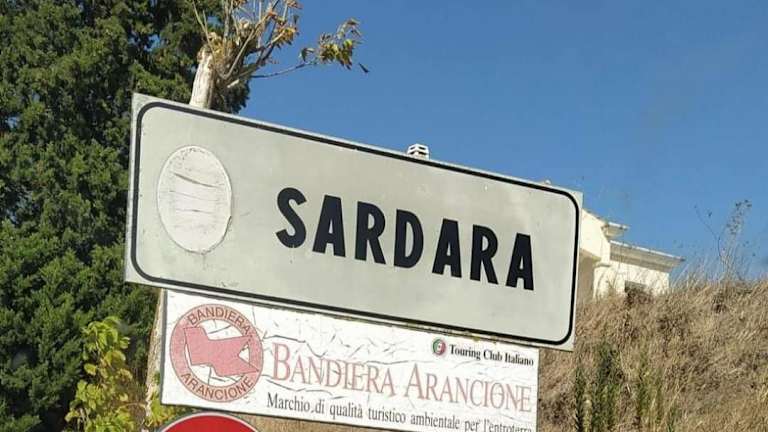 SARDARA
BANDIERA
ARANCIONE
Touring Club Italiano
BANDIERA ARANCIONE
Marchio di qualità turistico ambientale per l'entroterra